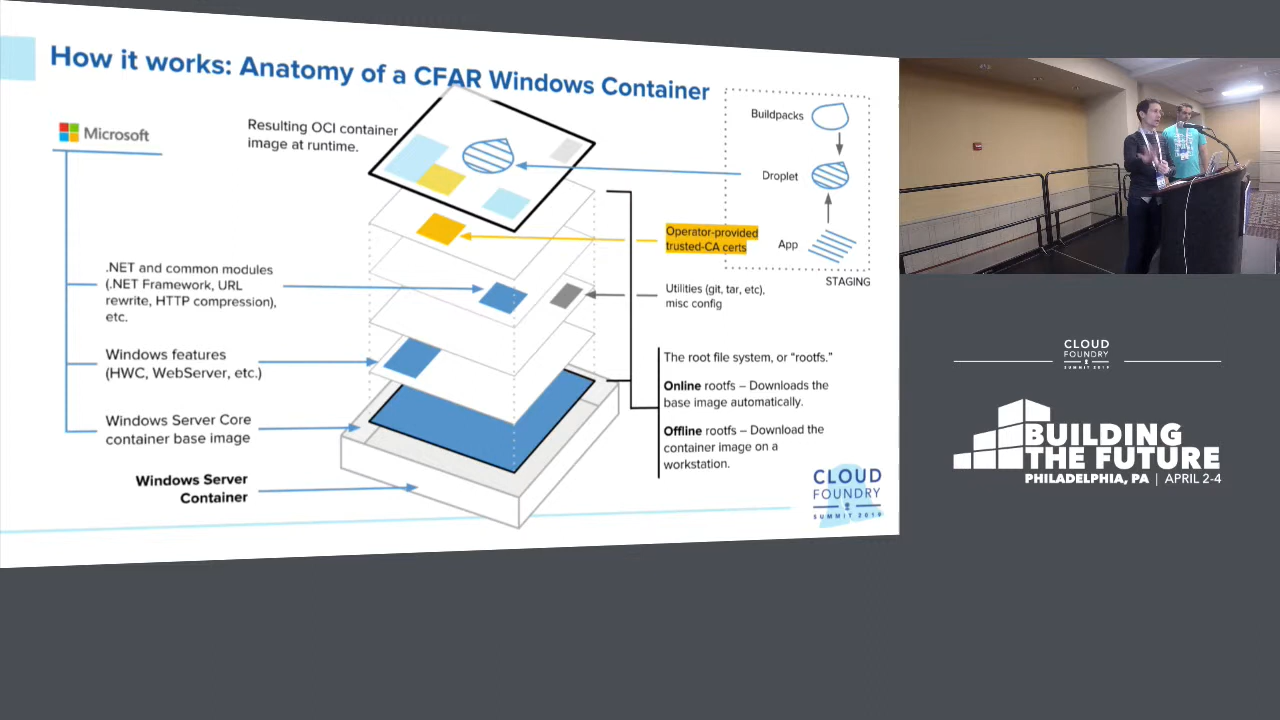 How it works: Anatomy of a CFAR Windows Container
Microsoft
Resulting OCI container
image at runtime.
Buildpacks
Droplet
App
STAGING
Operator-provided
trusted-CA certs
.NET and common modules
(.NET Framework, URL
rewrite, HTTP compression),
etc.
Utilities (git, tar, etc),
misc config
Windows features
(HWC, WebServer, etc.)
The root file system, or “rootfs.”
Online rootfs – Downloads the
base image automatically.
Offline rootfs – Download the
container image on a
workstation.
Windows Server Core
container base image
Windows Server
Container
CLOUD
FOUNDRY
SUMMIT 2019
CLOUD
FOUNDRY
SUMMIT 2019
BUILDING
THE FUTURE
PHILADELPHIA, PA | APRIL 2-4